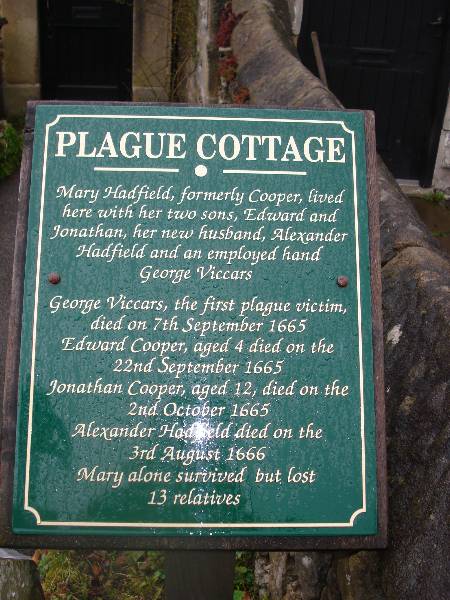 PLAGUE COTTAGE
Mary Hadfield, formerly Cooper, lived
here with her two sons, Edward and
Jonathan, her new husband, Alexander
Hadfield and an employed hand
George Viccars
George Viccars, the first plague victim,
died on 7th September 1665
Edward Cooper, aged 4 died on the
22nd September 1665
Jonathan Cooper, aged 12, died on the
2nd October 1665
Alexander Hadfield died on the
3rd August 1666
Mary alone survived but lost
13 relatives